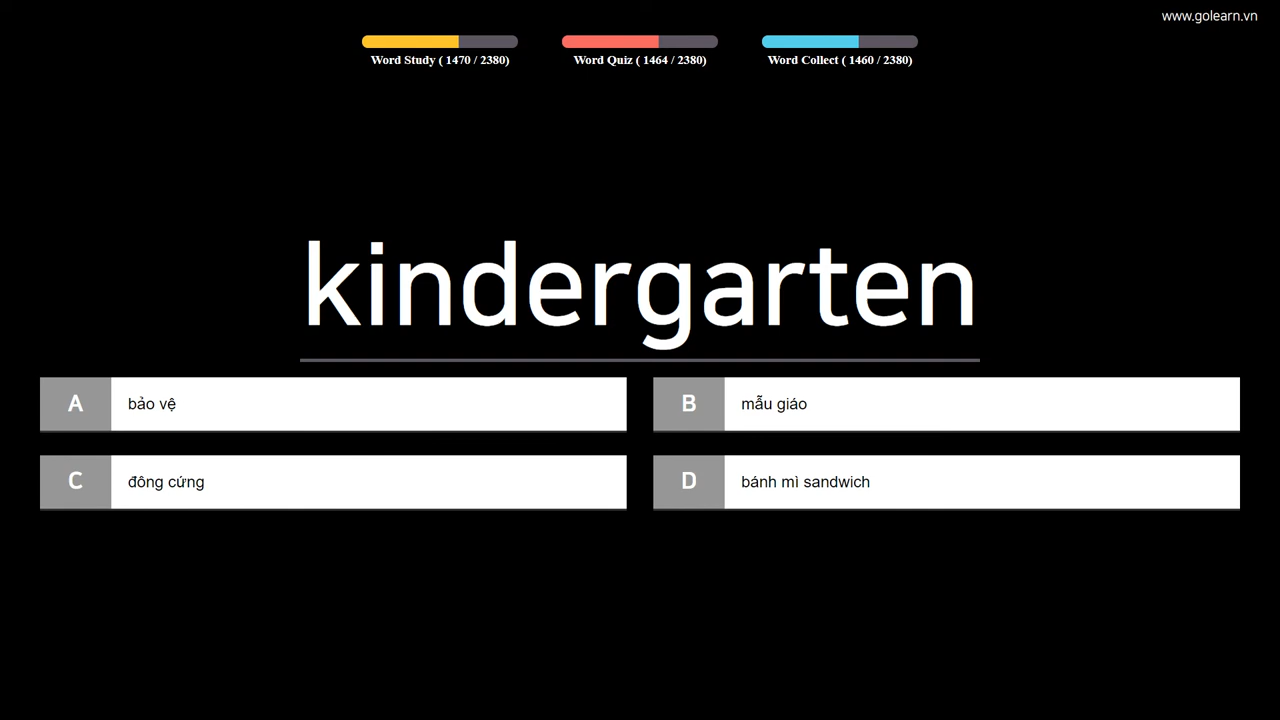 www.golearn.vn
Word Study ( 1470 / 2380)
Word Quiz ( 1464 / 2380)
Word Collect ( 1460 / 2380)
kindergarten
A bảo vệ
B mẫu giáo
C đông cứng
D bánh mì sandwich